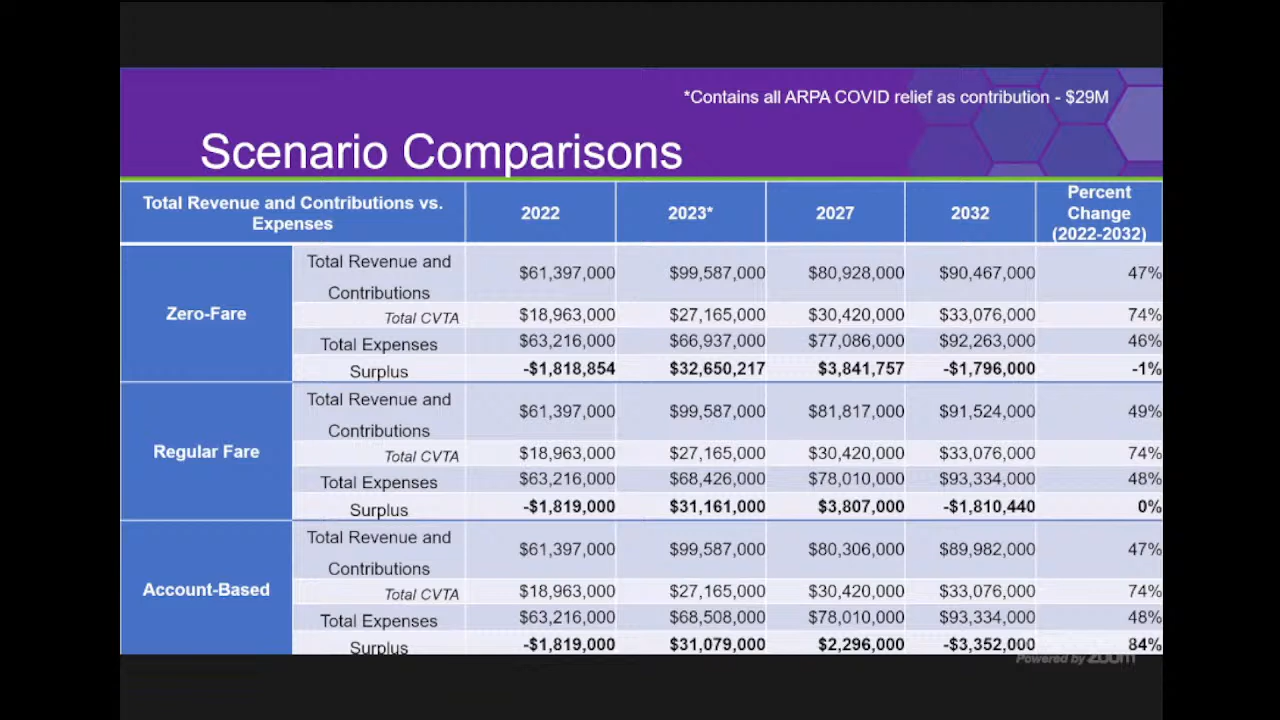 *Contains all ARPA COVID relief as contribution - $29M
Scenario Comparisons
Total Revenue and Contributions vs. Expenses 2022 2023* 2027 2032 Percent Change (2022-2032)
Zero-Fare
Total Revenue and Contributions $61,397,000 $99,587,000 $80,928,000 $90,467,000 47%
Total CVTA $18,963,000 $27,165,000 $30,420,000 $33,076,000 74%
Total Expenses $63,216,000 $66,937,000 $77,086,000 $92,263,000 46%
Surplus -$1,818,854 $32,650,217 $3,841,757 -$1,796,000 -1%
Regular Fare
Total Revenue and Contributions $61,397,000 $99,587,000 $81,817,000 $91,524,000 49%
Total CVTA $18,963,000 $27,165,000 $30,420,000 $33,076,000 74%
Total Expenses $63,216,000 $68,426,000 $78,010,000 $93,334,000 48%
Surplus -$1,819,000 $31,161,000 $3,807,000 -$1,810,440 0%
Account-Based
Total Revenue and Contributions $61,397,000 $99,587,000 $80,306,000 $89,982,000 47%
Total CVTA $18,963,000 $27,165,000 $30,420,000 $33,076,000 74%
Total Expenses $63,216,000 $68,508,000 $78,010,000 $93,334,000 48%
Surplus -$1,819,000 $31,079,000 $2,296,000 -$3,352,000 84%
Powered by zoom